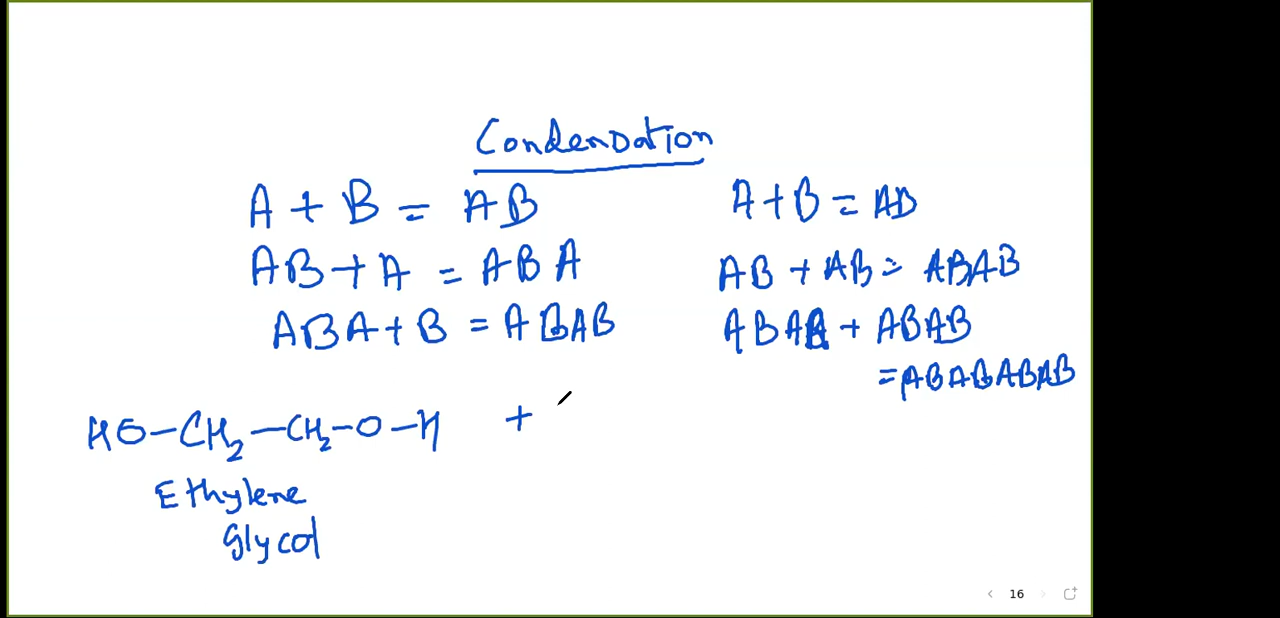 Condensation
A + B = AB
AB + A = ABA
ABA + B = ABAB
A + B = AB
AB + AB = ABAB
ABAB + ABAB
= ABABABAB
HO-CH2-CH2-O-H +
Ethylene
glycol
16